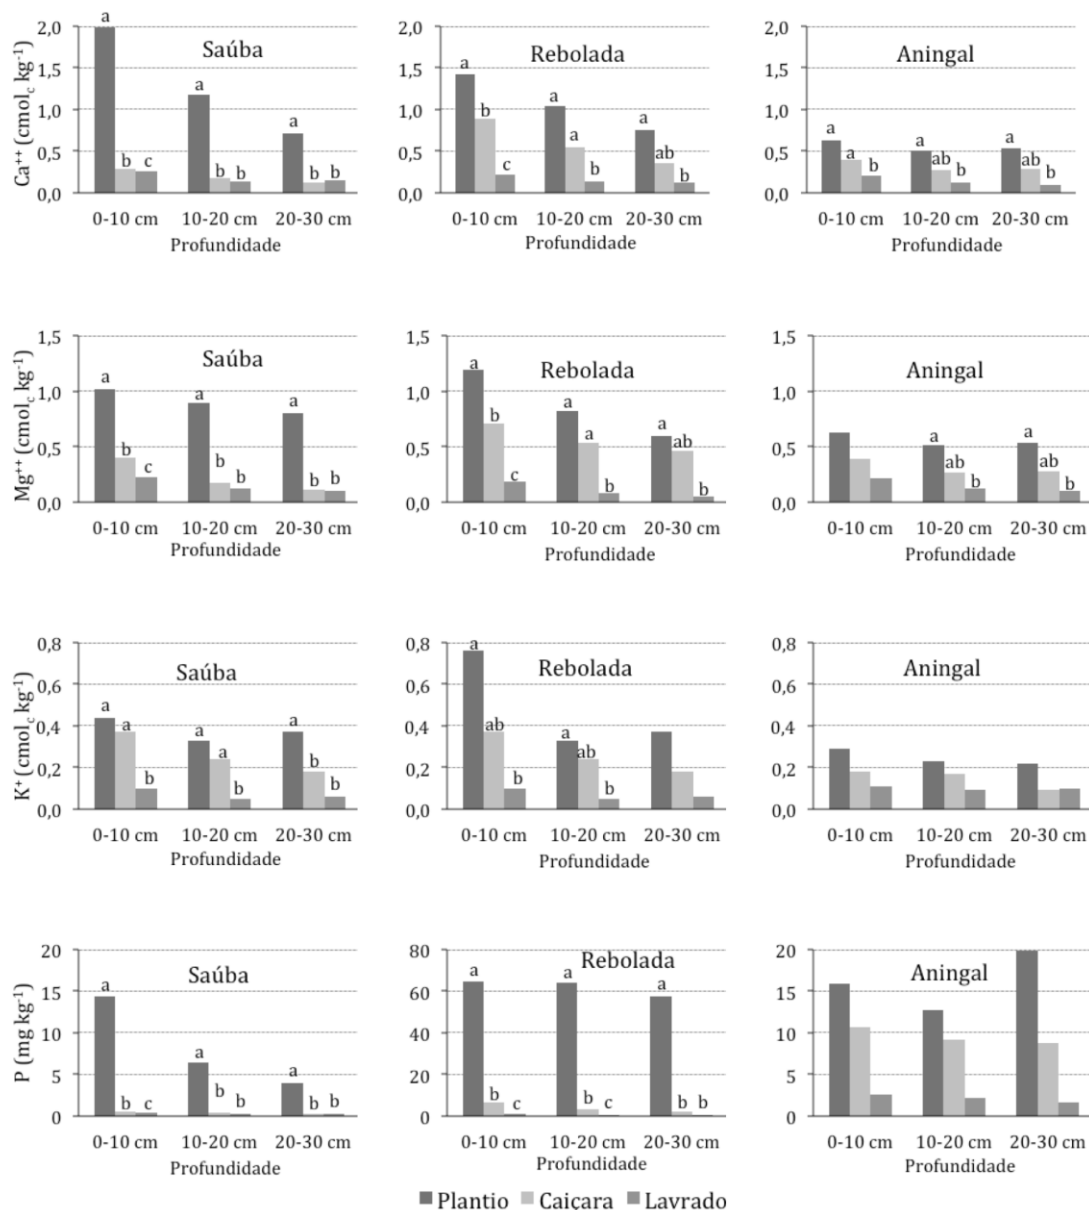 Ca⁺⁺ (cmolc kg⁻¹)
Saúba
2,0
1,5
1,0
0,5
0,0
a
b
c
a
b
b
a
b
b
0-10 cm 10-20 cm 20-30 cm
Profundidade
Rebolada
2,0
1,5
1,0
0,5
0,0
a
b
c
a
a
b
a
ab
b
0-10 cm 10-20 cm 20-30 cm
Profundidade
Aningal
2,0
1,5
1,0
0,5
0,0
a
a
b
a
ab
b
a
ab
b
0-10 cm 10-20 cm 20-30 cm
Profundidade
Mg⁺⁺ (cmolc kg⁻¹)
Saúba
1,5
1,0
0,5
0,0
a
b
c
a
b
b
a
b
b
0-10 cm 10-20 cm 20-30 cm
Profundidade
Rebolada
1,5
1,0
0,5
0,0
a
b
c
a
a
b
a
ab
b
0-10 cm 10-20 cm 20-30 cm
Profundidade
Aningal
1,5
1,0
0,5
0,0
a
ab
b
a
ab
b
0-10 cm 10-20 cm 20-30 cm
Profundidade
K⁺ (cmolc kg⁻¹)
Saúba
0,8
0,6
0,4
0,2
0,0
a
a
b
a
a
b
a
b
b
0-10 cm 10-20 cm 20-30 cm
Profundidade
Rebolada
0,8
0,6
0,4
0,2
0,0
a
ab
b
a
ab
b
0-10 cm 10-20 cm 20-30 cm
Profundidade
Aningal
0,8
0,6
0,4
0,2
0,0
0-10 cm 10-20 cm 20-30 cm
Profundidade
P (mg kg⁻¹)
Saúba
20
15
10
5
0
a
b
c
a
b
b
a
b
b
0-10 cm 10-20 cm 20-30 cm
Profundidade
Rebolada
80
60
40
20
0
a
b
c
a
b
c
a
b
b
0-10 cm 10-20 cm 20-30 cm
Profundidade
Aningal
20
15
10
5
0
0-10 cm 10-20 cm 20-30 cm
Profundidade
Plantio Caiçara Lavrado